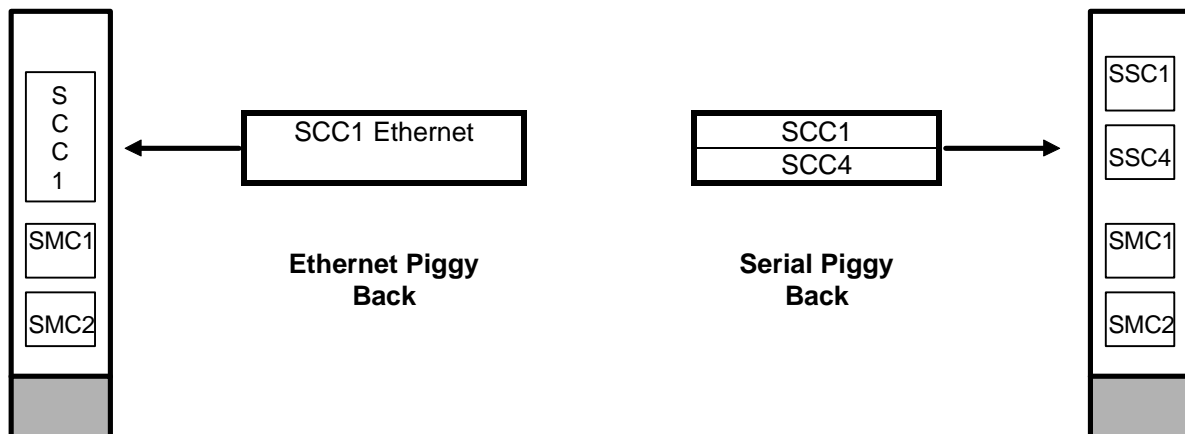 S
C
C
1
SMC1
SMC2
SCC1 Ethernet
Ethernet Piggy
Back
SCC1
SCC4
Serial Piggy
Back
SSC1
SSC4
SMC1
SMC2